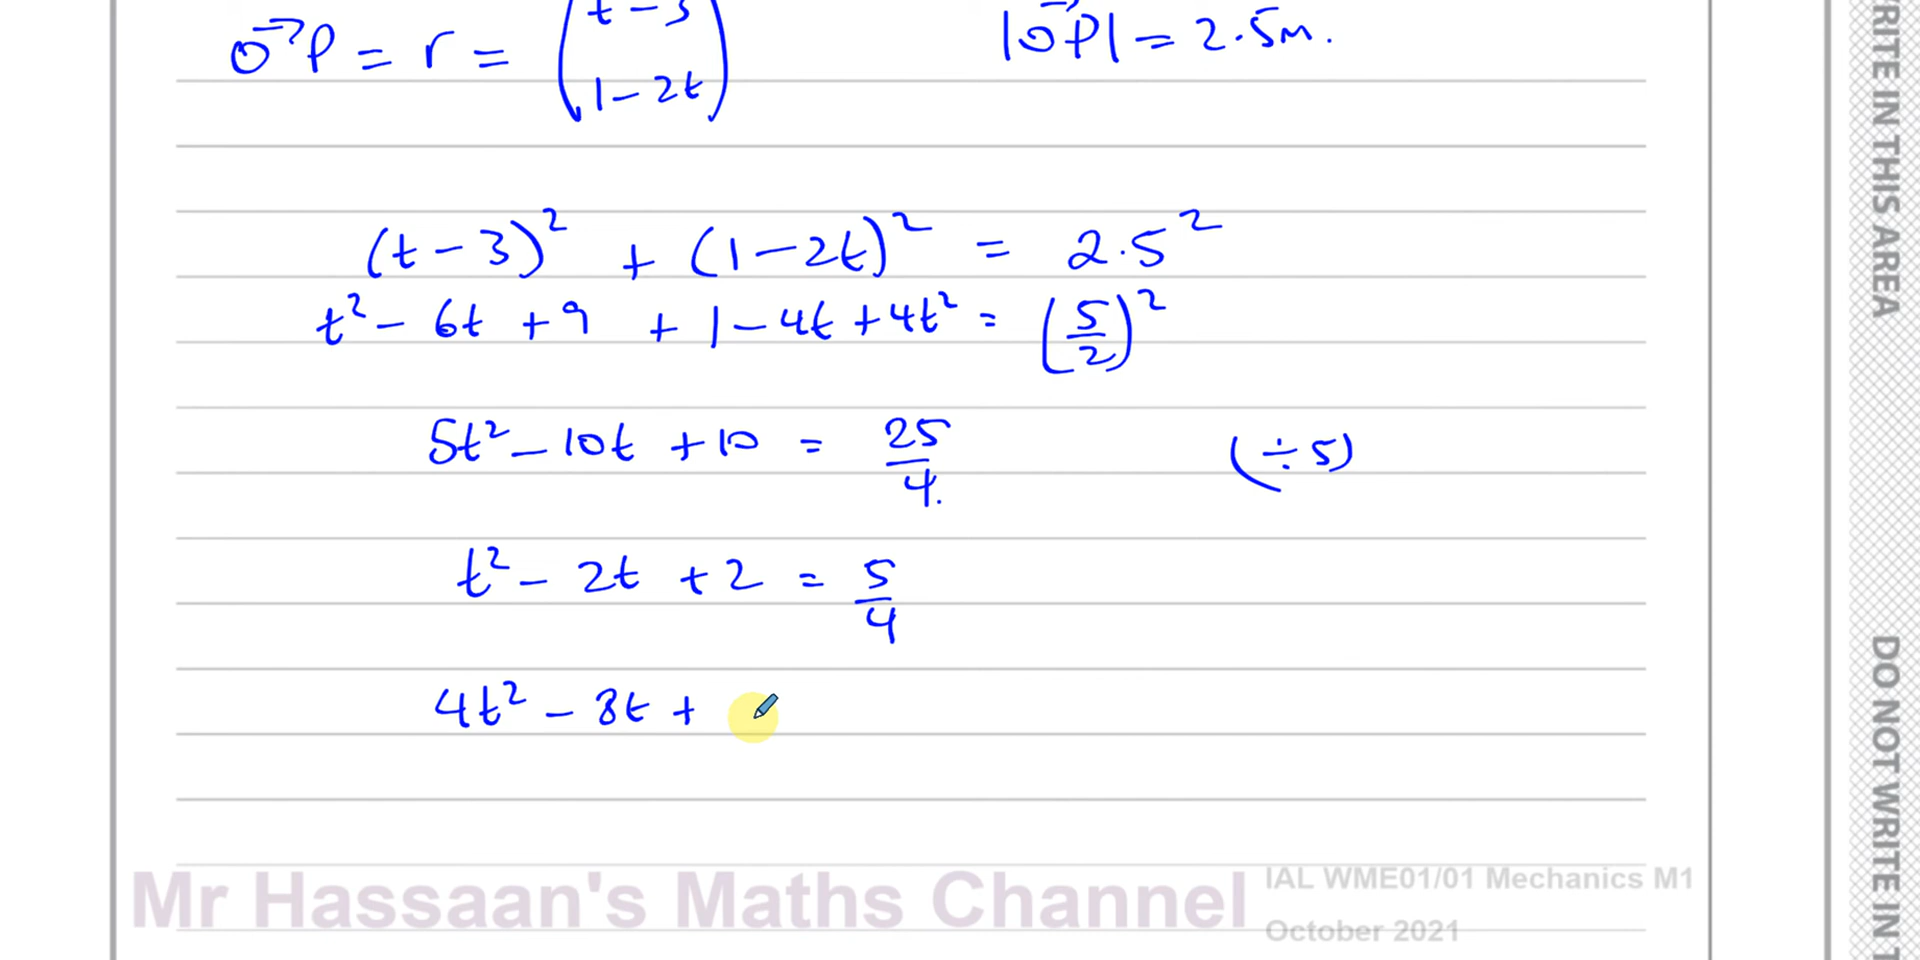 O⃗P = r = (t - 3
1 - 2t)
|O⃗P| = 2.5m.
(t - 3)² + (1 - 2t)² = 2.5²
t² - 6t + 9 + 1 - 4t + 4t² = (5/2)²
5t² - 10t + 10 = 25/4. (÷5)
t² - 2t + 2 = 5/4
4t² - 8t +
Mr Hassaan's Maths Channel
IAL WME01/01 Mechanics M1
October 2021
RITE IN THIS AREA
DO NOT WRITE IN T